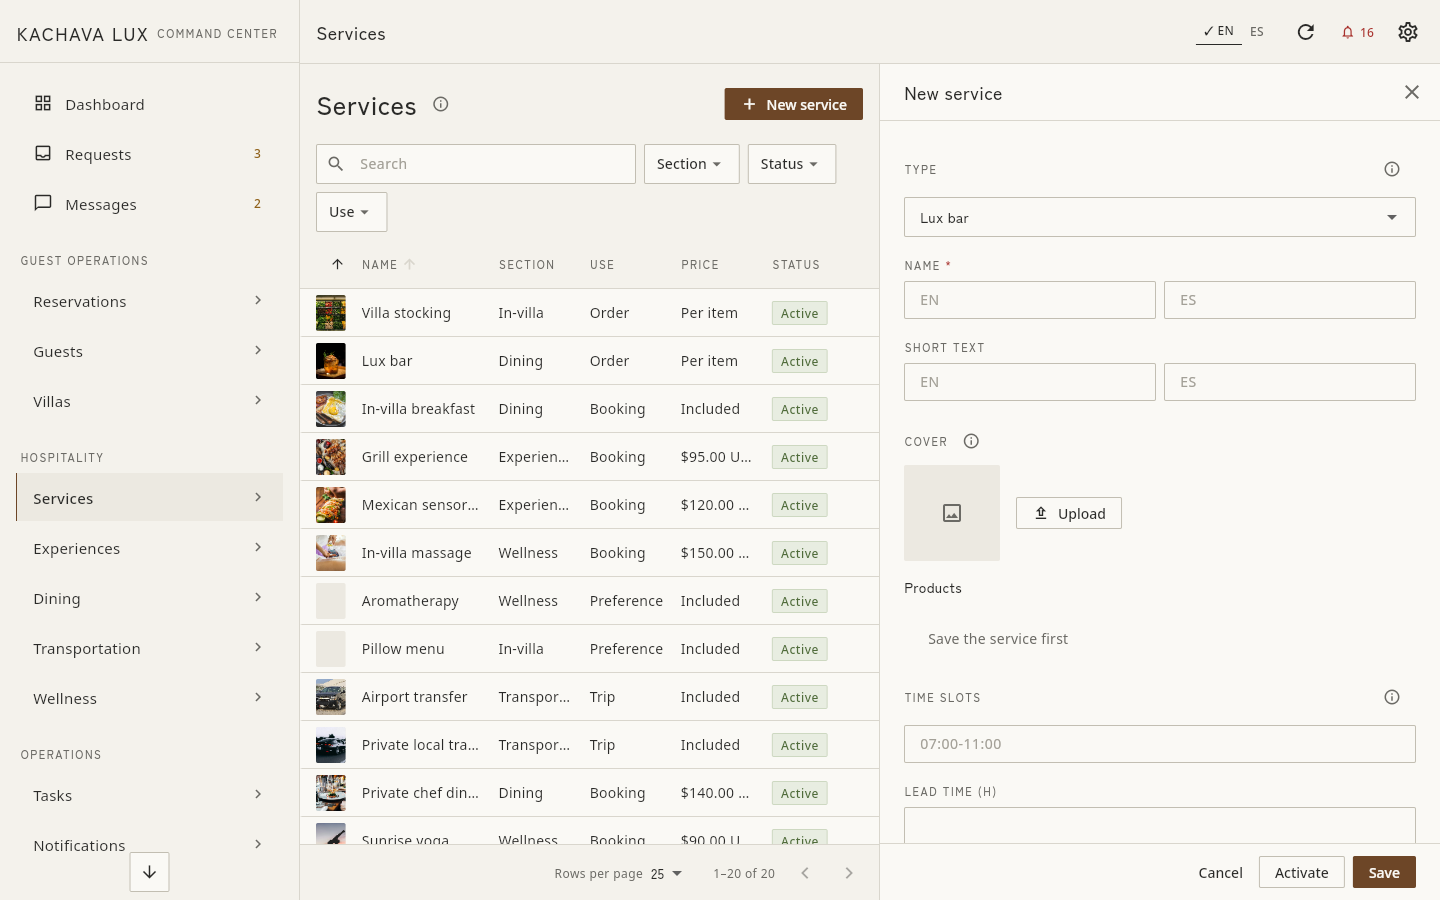 KACHAVA LUX COMMAND CENTER
Services
✓ EN
ES
16
Dashboard
Requests 3
Messages 2
GUEST OPERATIONS
Reservations
Guests
Villas
HOSPITALITY
Services
Experiences
Dining
Transportation
Wellness
OPERATIONS
Tasks
Notifications
Services
New service
Search
Section
Status
Use
NAME SECTION USE PRICE STATUS
Villa stocking In-villa Order Per item Active
Lux bar Dining Order Per item Active
In-villa breakfast Dining Booking Included Active
Grill experience Experien... Booking $95.00 U... Active
Mexican sensor... Experien... Booking $120.00 ... Active
In-villa massage Wellness Booking $150.00 ... Active
Aromatherapy Wellness Preference Included Active
Pillow menu In-villa Preference Included Active
Airport transfer Transpor... Trip Included Active
Private local tra... Transpor... Trip Included Active
Private chef din... Dining Booking $140.00 ... Active
Sunrise yoga Wellness Booking $90.00 U... Active
Rows per page 25 1–20 of 20
New service
TYPE
Lux bar
NAME *
EN ES
SHORT TEXT
EN ES
COVER
Upload
Products
Save the service first
TIME SLOTS
07:00-11:00
LEAD TIME (H)
Cancel Activate Save